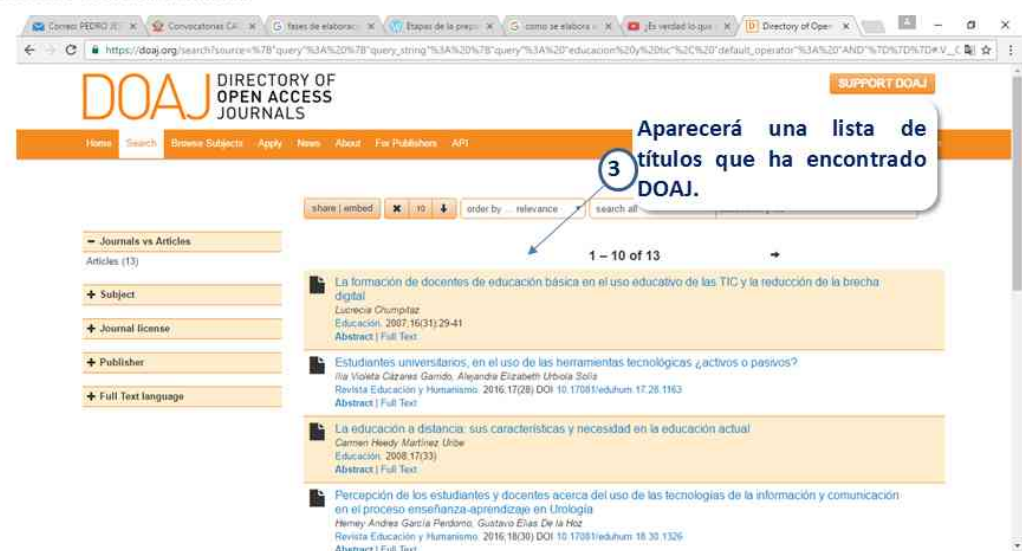 Correo PEDRO JE
Convocatorias CA
fases de elaborac
Etapas de la prep
como se elabora
¿Es verdad lo que
Directory of Oper
https://doaj.org/search?source=%7B"query"%3A%20%7B"query_string"%3A%20%7B"query"%3A%20"educacion%20y%20tic"%2C%20"default_operator"%3A%20"AND"%7D%7D%7D#.V__C
DOAJ
DIRECTORY OF
OPEN ACCESS
JOURNALS
SUPPORT DOAJ
Home Search Browse Subjects Apply News About For Publishers API
3
Aparecerá una lista de
títulos que ha encontrado
DOAJ.
share | embed 10 order by ... relevance search all
– Journals vs Articles
Articles (13)
+ Subject
+ Journal license
+ Publisher
+ Full Text language
1 – 10 of 13
La formación de docentes de educación básica en el uso educativo de las TIC y la reducción de la brecha
digital
Lucrecia Chumpitaz
Educación. 2007;16(31):29-41
Abstract | Full Text
Estudiantes universitarios, en el uso de las herramientas tecnológicas ¿activos o pasivos?
Ilia Violeta Cázares Garrido, Alejandra Elizabeth Urbiola Solís
Revista Educación y Humanismo. 2016;17(28) DOI 10.17081/eduhum.17.28.1163
Abstract | Full Text
La educación a distancia: sus características y necesidad en la educación actual
Carmen Heedy Martínez Uribe
Educación. 2008;17(33)
Abstract | Full Text
Percepción de los estudiantes y docentes acerca del uso de las tecnologías de la información y comunicación
en el proceso enseñanza-aprendizaje en Urología
Herney Andres García Perdomo, Gustavo Elias De la Hoz
Revista Educación y Humanismo. 2016;18(30) DOI 10.17081/eduhum.18.30.1326
Abstract | Full Text